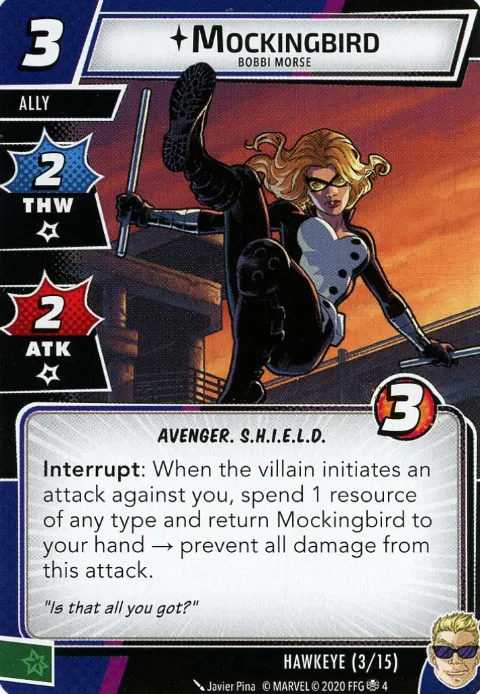 3
MOCKINGBIRD
BOBBI MORSE
ALLY
2
THW
2
ATK
3
AVENGER. S.H.I.E.L.D.
Interrupt: When the villain initiates an
attack against you, spend 1 resource
of any type and return Mockingbird to
your hand → prevent all damage from
this attack.
"Is that all you got?"
HAWKEYE (3/15)
Javier Pina © MARVEL © 2020 FFG 4